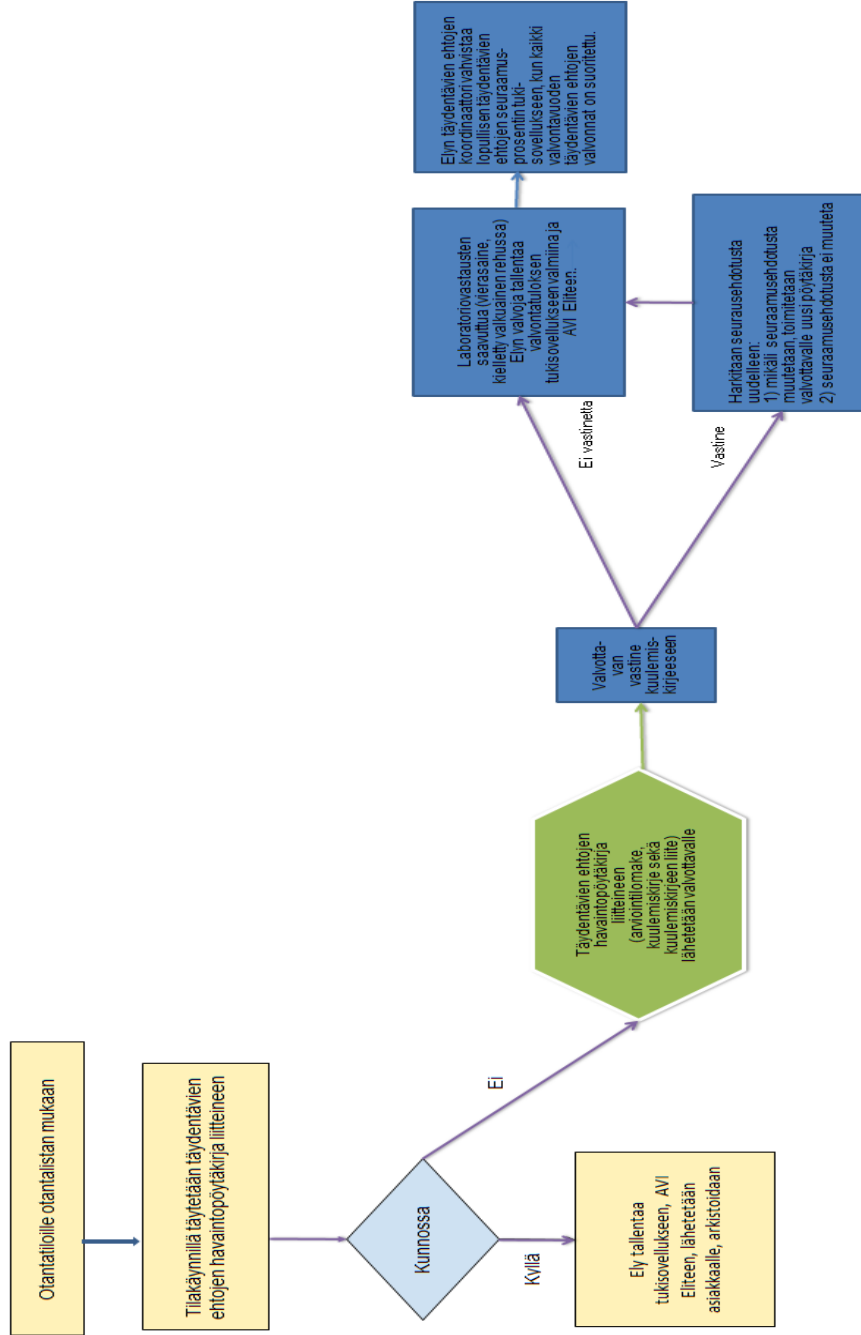 Otantatiloille otantalistan mukaan
Tilakäynnillä täytetään täydentävien
ehtojen havaintopöytäkirja liitteineen
Kunnossa
Kyllä
Ei
Ely tallentaa
tukisovellukseen, AVI
Eliteen, lähetetään
asiakkaalle, arkistoidaan
Täydentävien ehtojen
havaintopöytäkirja
liitteineen
(arviointilomake,
kuulemiskirje sekä
kuulemiskirjeen liite)
lähetetään valvottavalle
Valvotta-
van
vastine
kuulemis-
kirjeeseen
Ei vastinetta
Vastine
Laboratoriovastausten
saavuttua (vierasaine,
kielletty valkuainen rehussa)
Elyn valvoja tallentaa
valvontatuloksen
tukisovellukseen valmiina ja
AVI Eliteen.
Harkitaan seurausehdotusta
uudelleen:
1) mikäli seuraamusehdotusta
muutetaan, toimitetaan
valvottavalle uusi pöytäkirja
2) seuraamusehdotusta ei muuteta
Elyn täydentävien ehtojen
koordinaattori vahvistaa
lopullisen täydentävien
ehtojen seuraamus-
prosentin tuki-
sovellukseen, kun kaikki
valvontavuoden
täydentävien ehtojen
valvonnat on suoritettu.